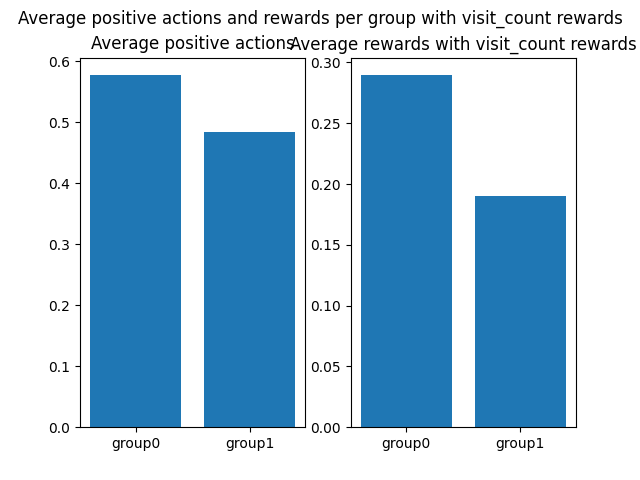 Average positive actions and rewards per group with visit_count rewards
Average positive actions
Average rewards with visit_count rewards
0.6
0.5
0.4
0.3
0.2
0.1
0.0
group0
group1
0.30
0.25
0.20
0.15
0.10
0.05
0.00
group0
group1